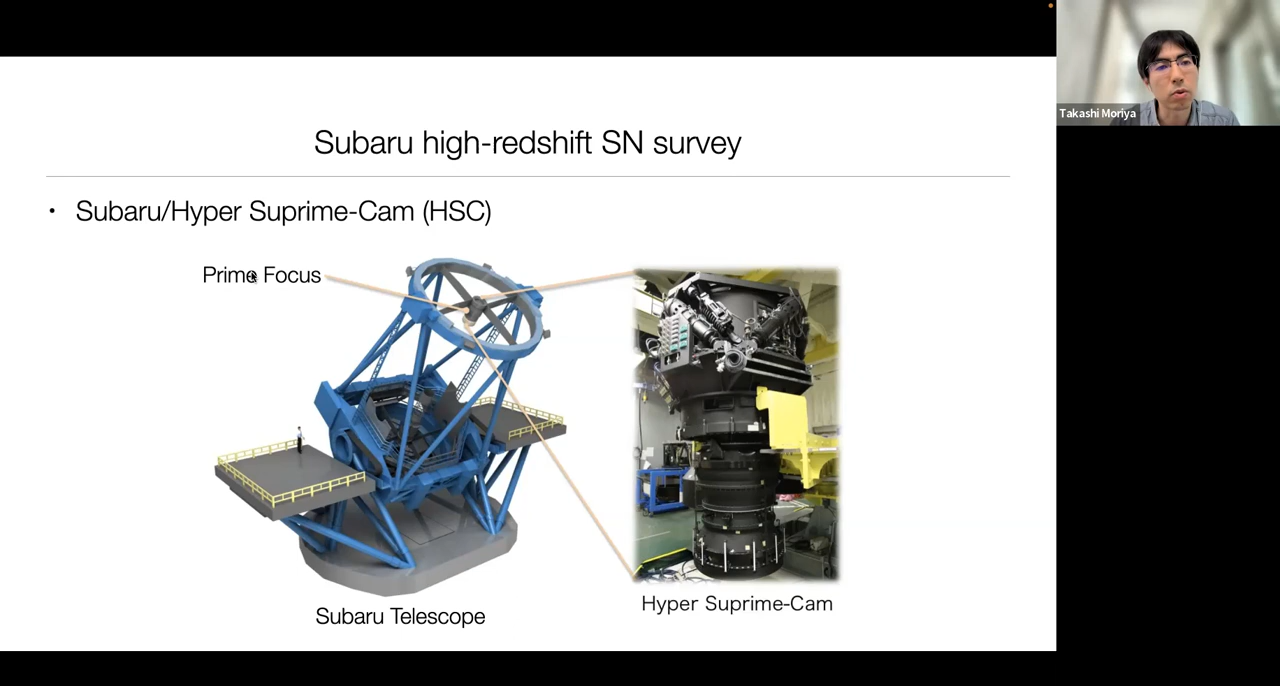 Takashi Moriya
Subaru high-redshift SN survey
• Subaru/Hyper Suprime-Cam (HSC)
Prime Focus
Subaru Telescope
Hyper Suprime-Cam